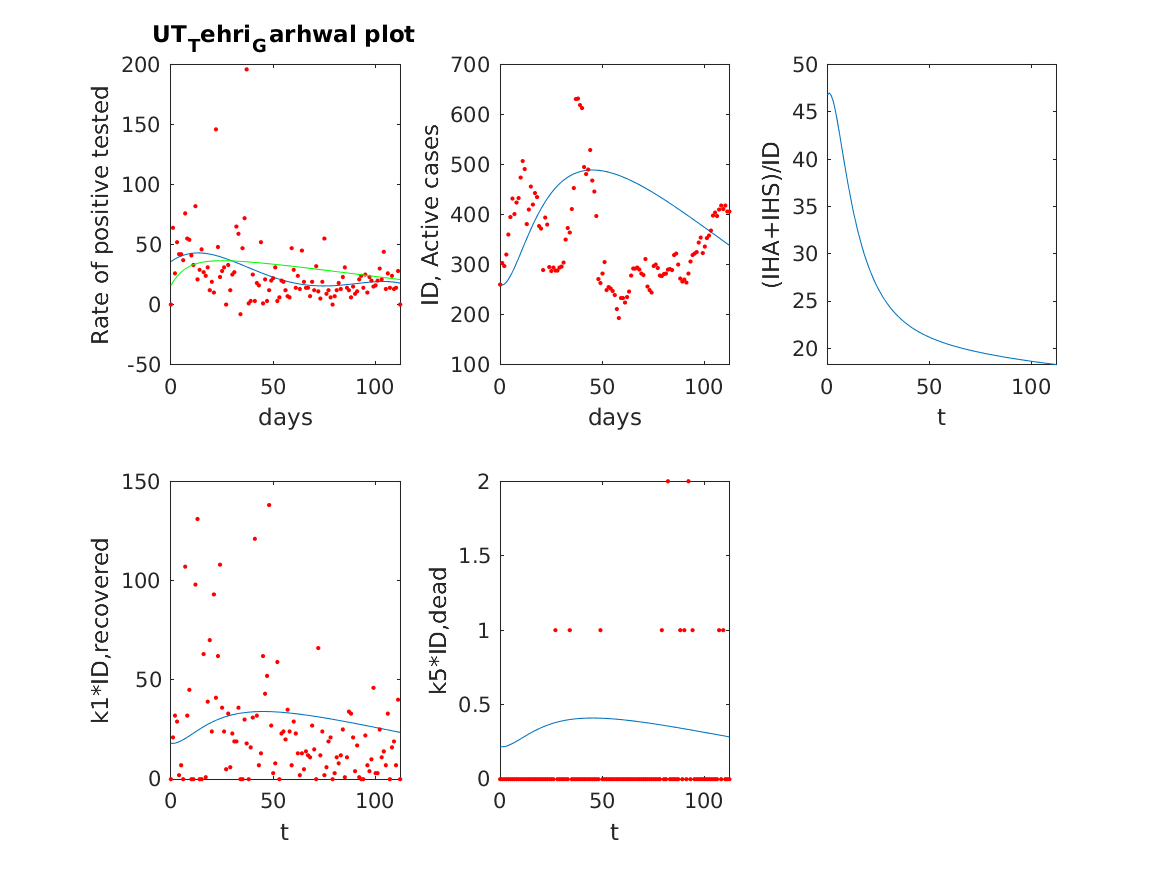 UT_Tehri_Garhwal plot
200
150
100
50
0
-50
Rate of positive tested
0 50 100
days
700
600
500
400
300
200
100
ID, Active cases
0 50 100
days
50
45
40
35
30
25
20
(IHA+IHS)/ID
0 50 100
t
150
100
50
0
k1*ID,recovered
0 50 100
t
2
1.5
1
0.5
0
k5*ID,dead
0 50 100
t